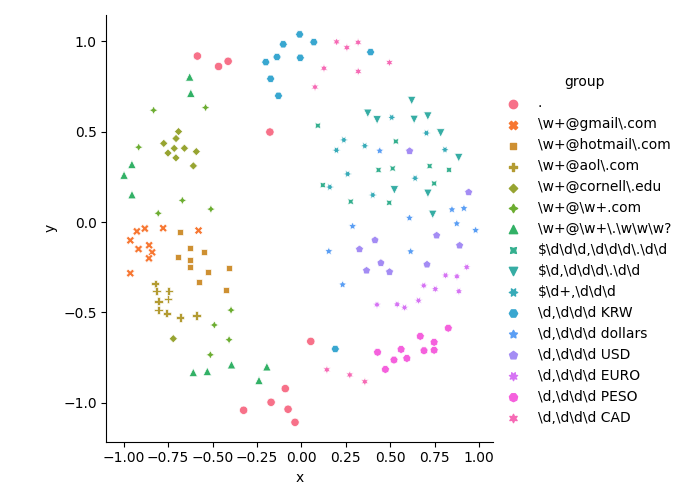 group
.
\w+@gmail\.com
\w+@hotmail\.com
\w+@aol\.com
\w+@cornell\.edu
\w+@\w+.com
\w+@\w+\.\w\w\w?
$\d\d\d,\d\d\d\.\d\d
$\d,\d\d\d\.\d\d
$\d+,\d\d\d
\d,\d\d\d KRW
\d,\d\d\d dollars
\d,\d\d\d USD
\d,\d\d\d EURO
\d,\d\d\d PESO
\d,\d\d\d CAD
1.0
0.5
0.0
−0.5
−1.0
y
−1.00 −0.75 −0.50 −0.25 0.00 0.25 0.50 0.75 1.00
x